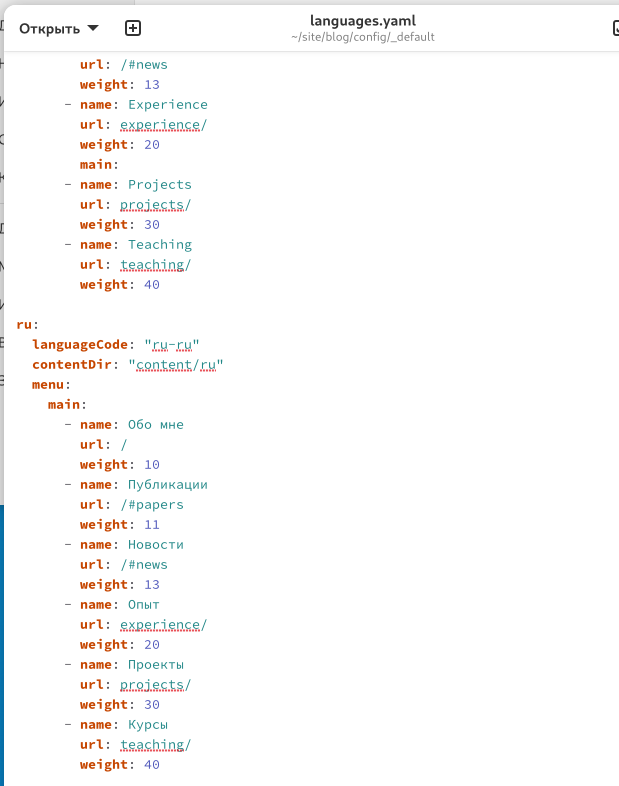 Открыть
languages.yaml
~/site/blog/config/_default
url: /#news
weight: 13
- name: Experience
url: experience/
weight: 20
main:
- name: Projects
url: projects/
weight: 30
- name: Teaching
url: teaching/
weight: 40
ru:
languageCode: "ru-ru"
contentDir: "content/ru"
menu:
main:
- name: Обо мне
url: /
weight: 10
- name: Публикации
url: /#papers
weight: 11
- name: Новости
url: /#news
weight: 13
- name: Опыт
url: experience/
weight: 20
- name: Проекты
url: projects/
weight: 30
- name: Курсы
url: teaching/
weight: 40